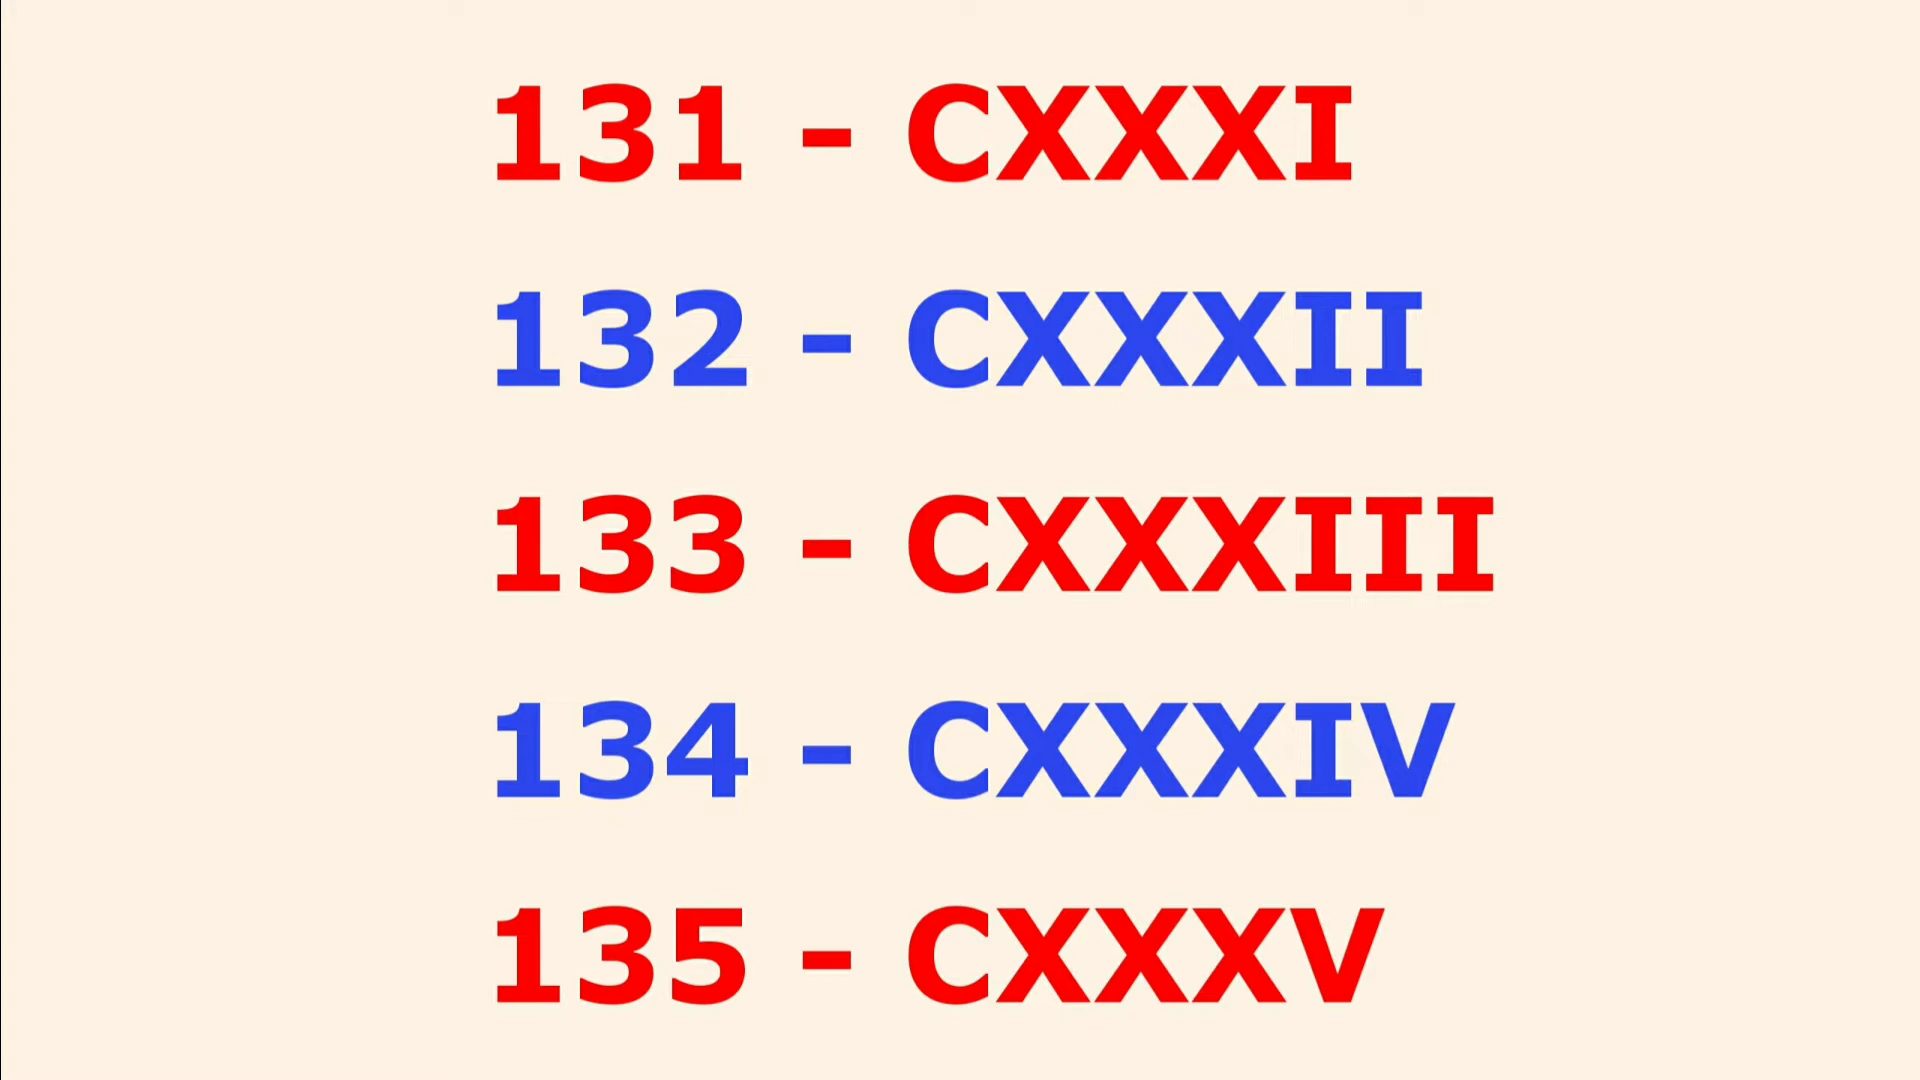 131 - CXXXI
132 - CXXXII
133 - CXXXIII
134 - CXXXIV
135 - CXXXV